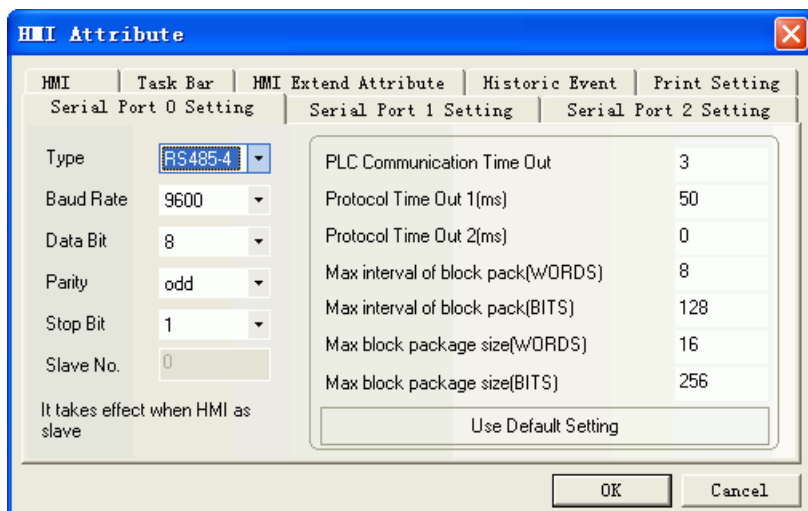 HMI Attribute
HMI
Task Bar
HMI Extend Attribute
Historic Event
Print Setting
Serial Port 0 Setting
Serial Port 1 Setting
Serial Port 2 Setting
Type RS485-4
Baud Rate 9600
Data Bit 8
Parity odd
Stop Bit 1
Slave No. 0
It takes effect when HMI as
slave
PLC Communication Time Out 3
Protocol Time Out 1(ms) 50
Protocol Time Out 2(ms) 0
Max interval of block pack(WORDS) 8
Max interval of block pack(BITS) 128
Max block package size(WORDS) 16
Max block package size(BITS) 256
Use Default Setting
OK
Cancel